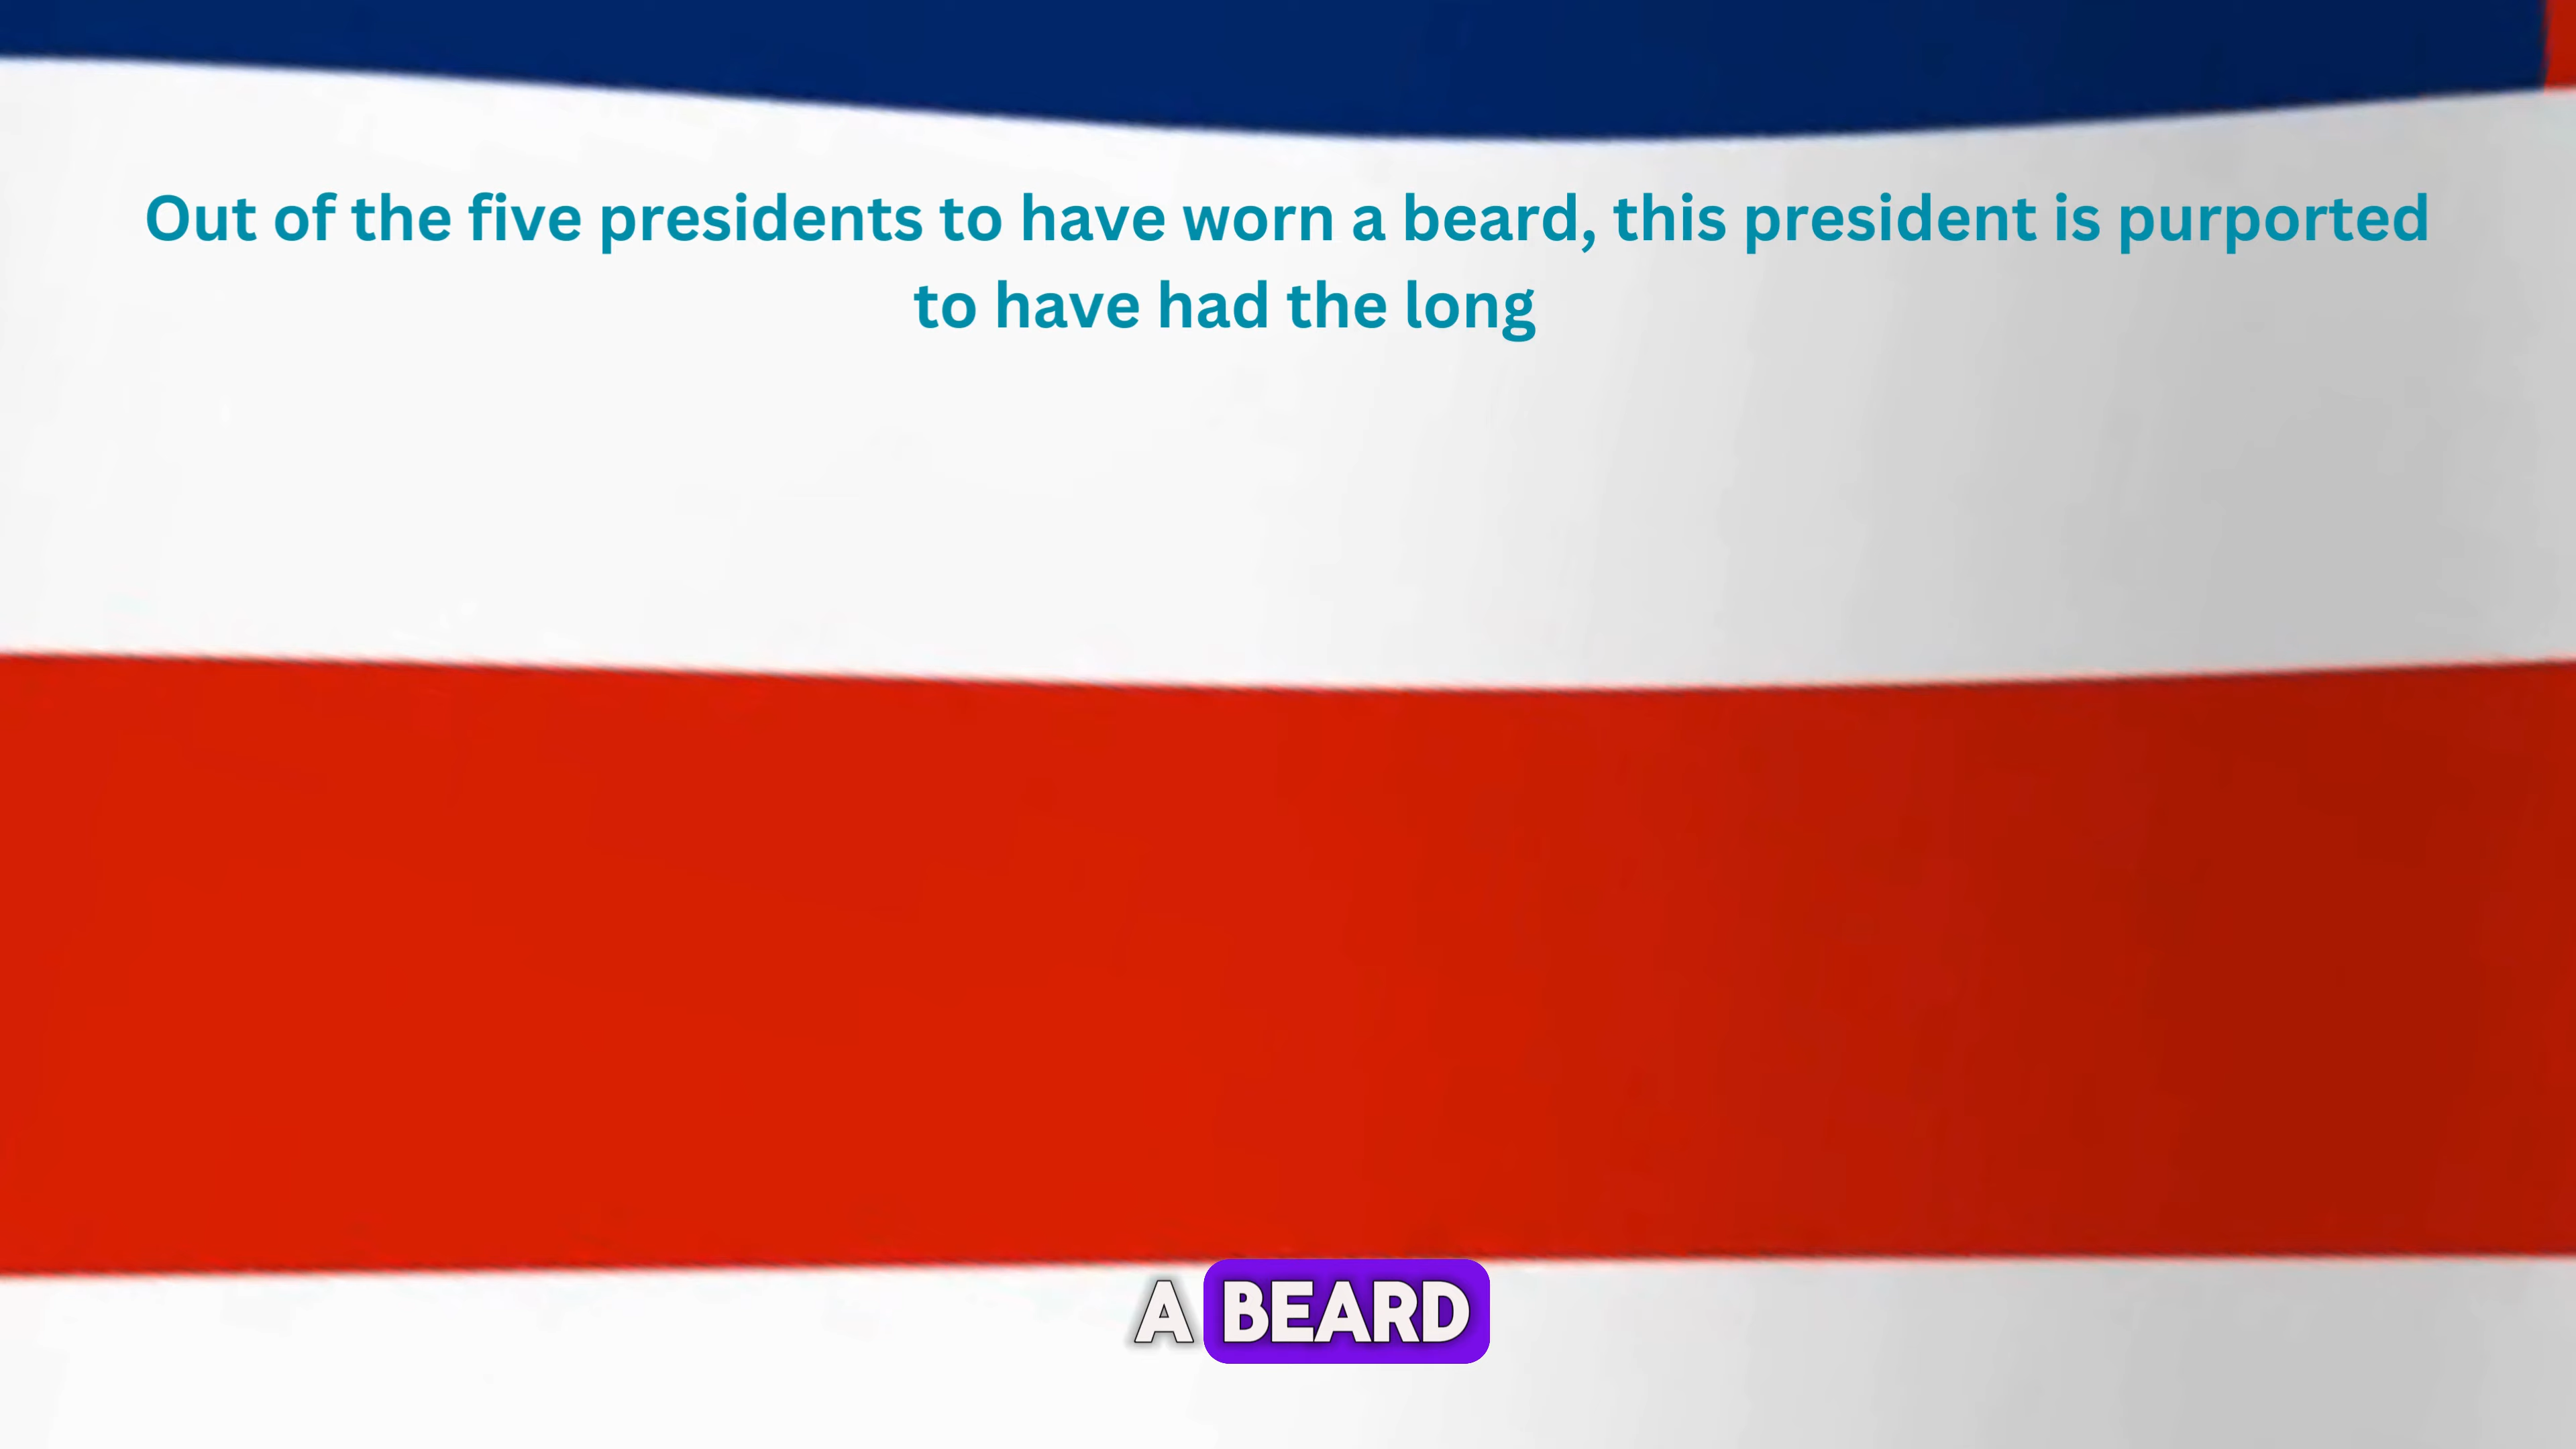 Out of the five presidents to have worn a beard, this president is purported
to have had the long
A BEARD